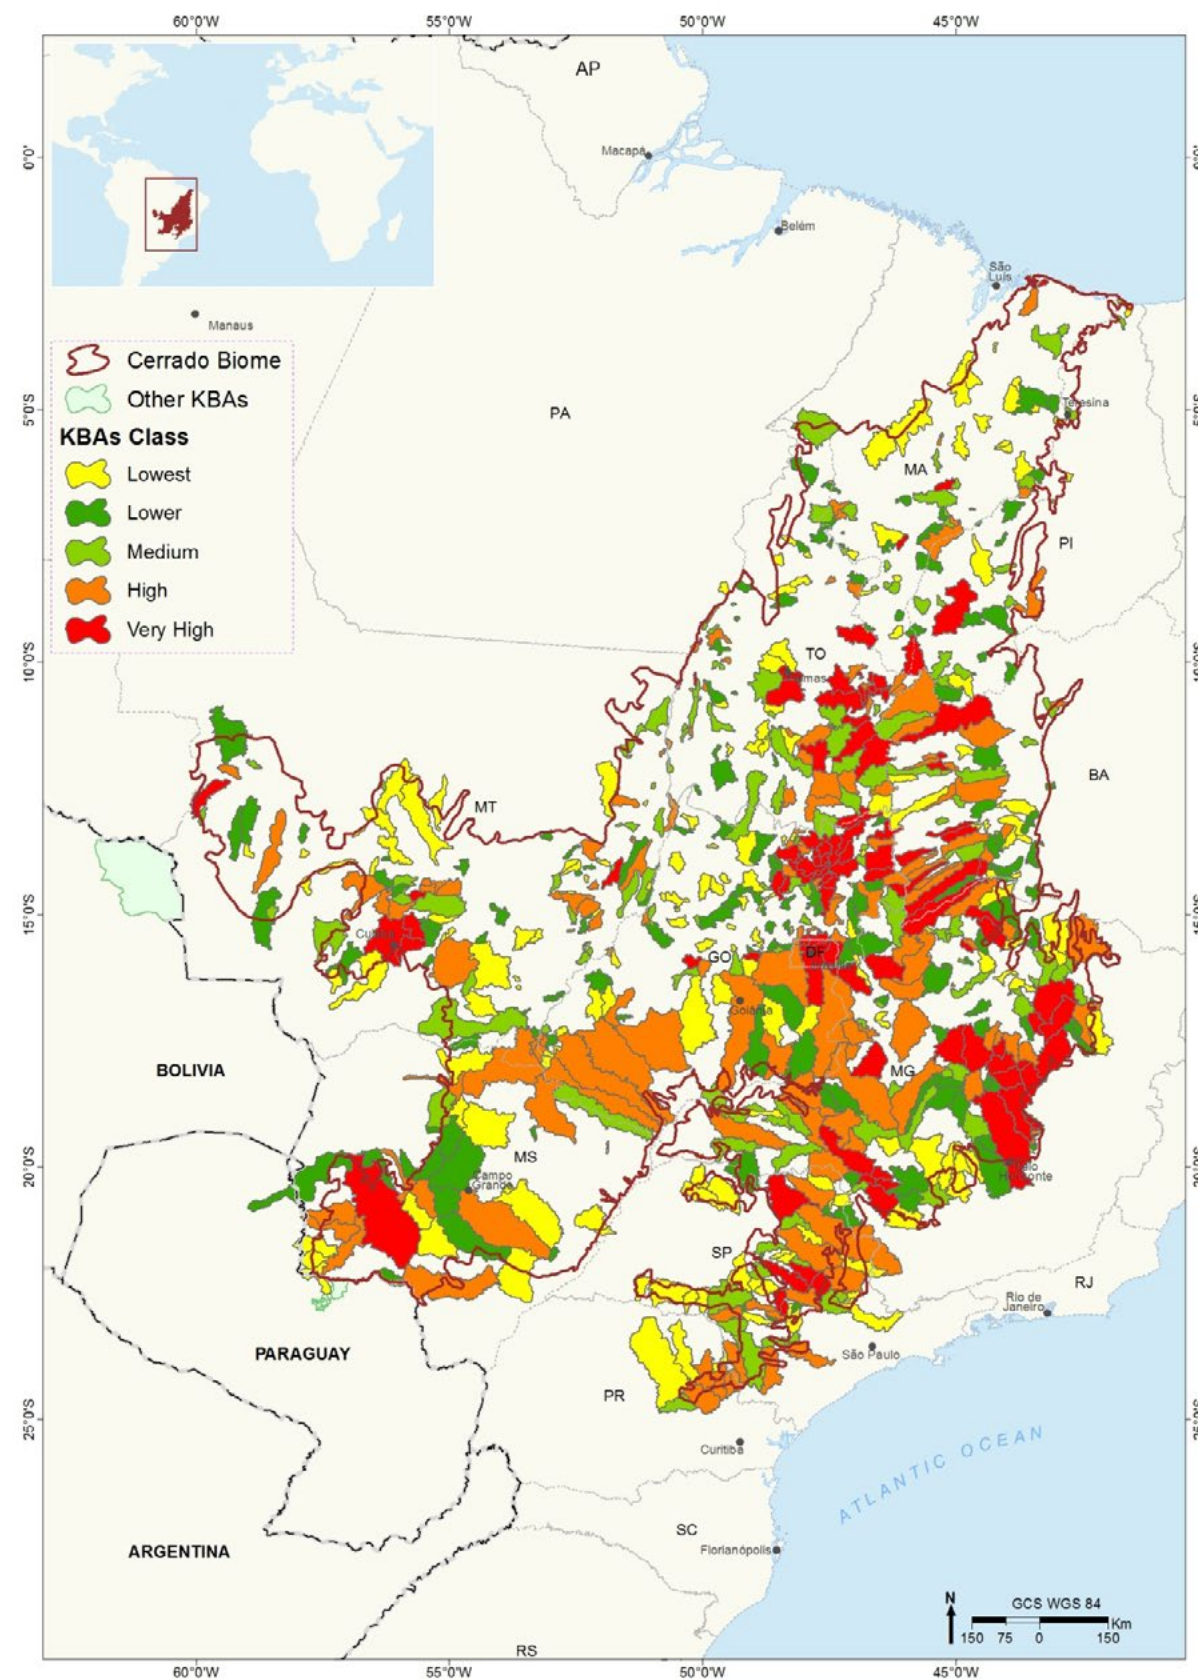 60°0'W 55°0'W 50°0'W 45°0'W
AP
Macapá
0°0'
Belém
São
Luís
Manaus
Cerrado Biome
Other KBAs
KBAs Class
Lowest
Lower
Medium
High
Very High
5°0'S
PA
Teresina
MA
PI
10°0'S
TO
BA
MT
15°0'S
GO
DF
Goiânia
BOLIVIA
MG
20°0'S
MS
Campo
Grande
SP
RJ
Rio de
Janeiro
PARAGUAY
São Paulo
PR
25°0'S
Curitiba
ATLANTIC OCEAN
SC
ARGENTINA
Florianópolis
N
GCS WGS 84
Km
150 75 0 150
RS
60°0'W 55°0'W 50°0'W 45°0'W